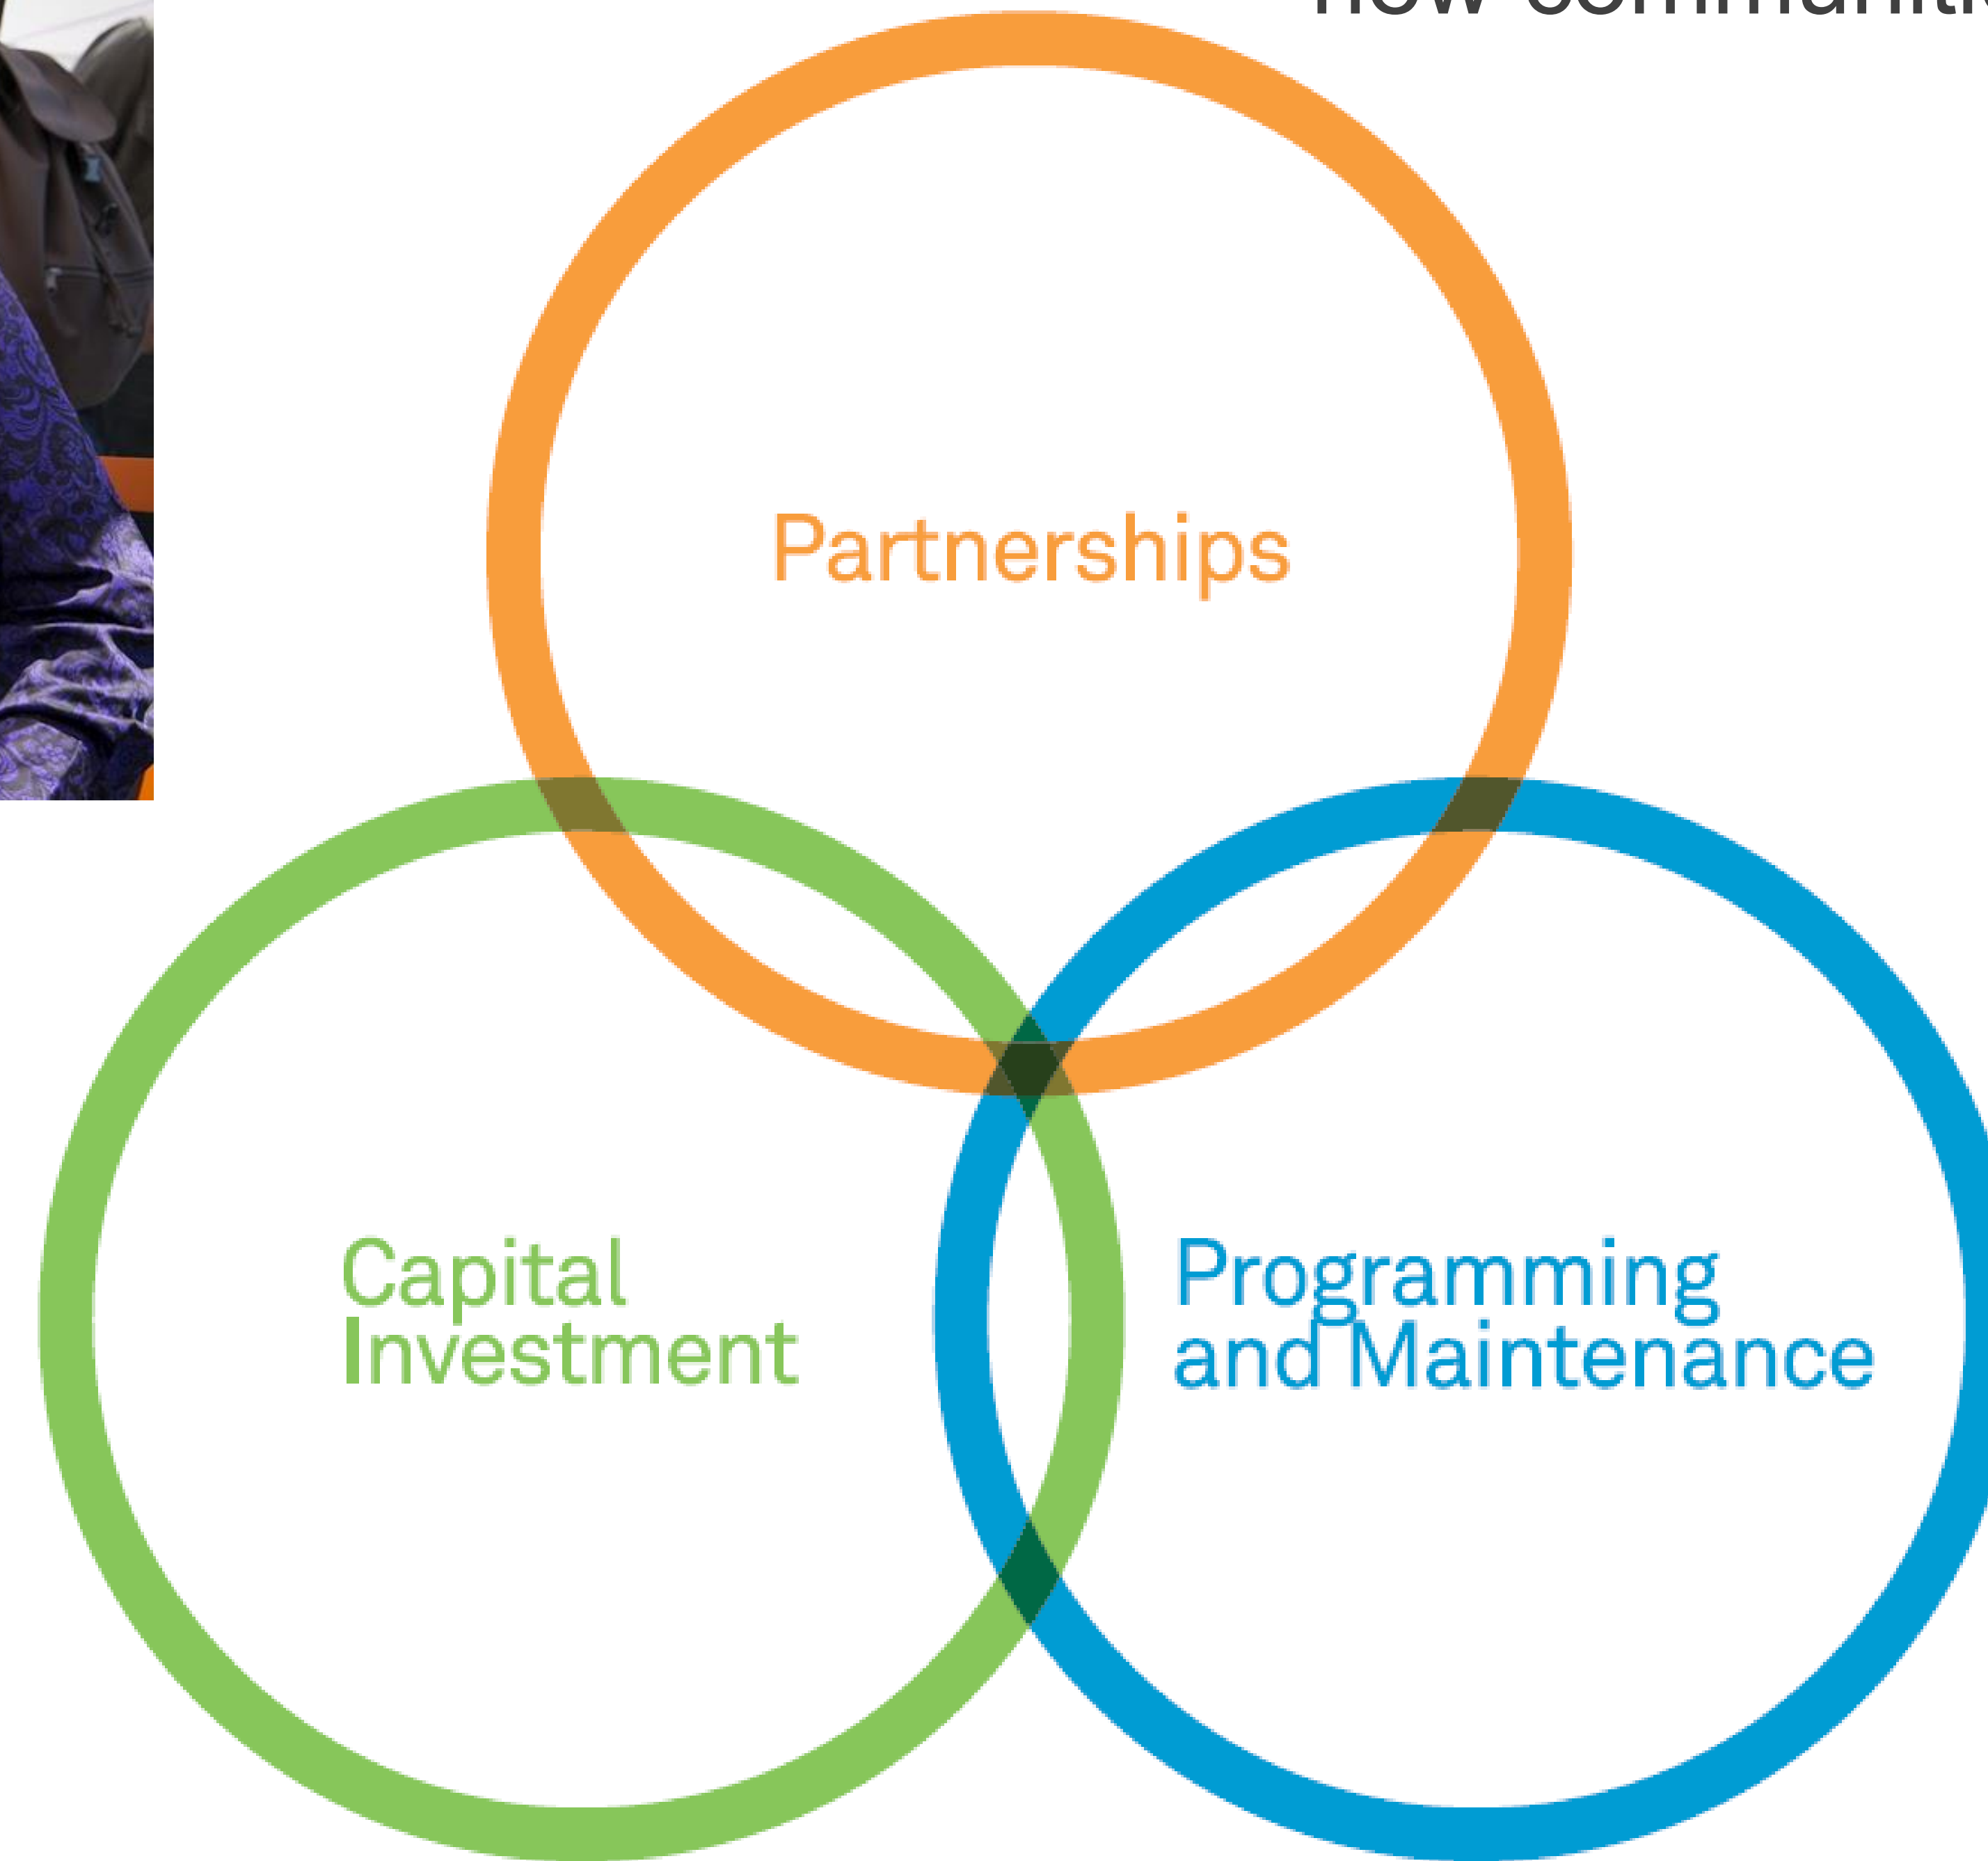 Partnerships
Capital
Investment
Programming
and Maintenance